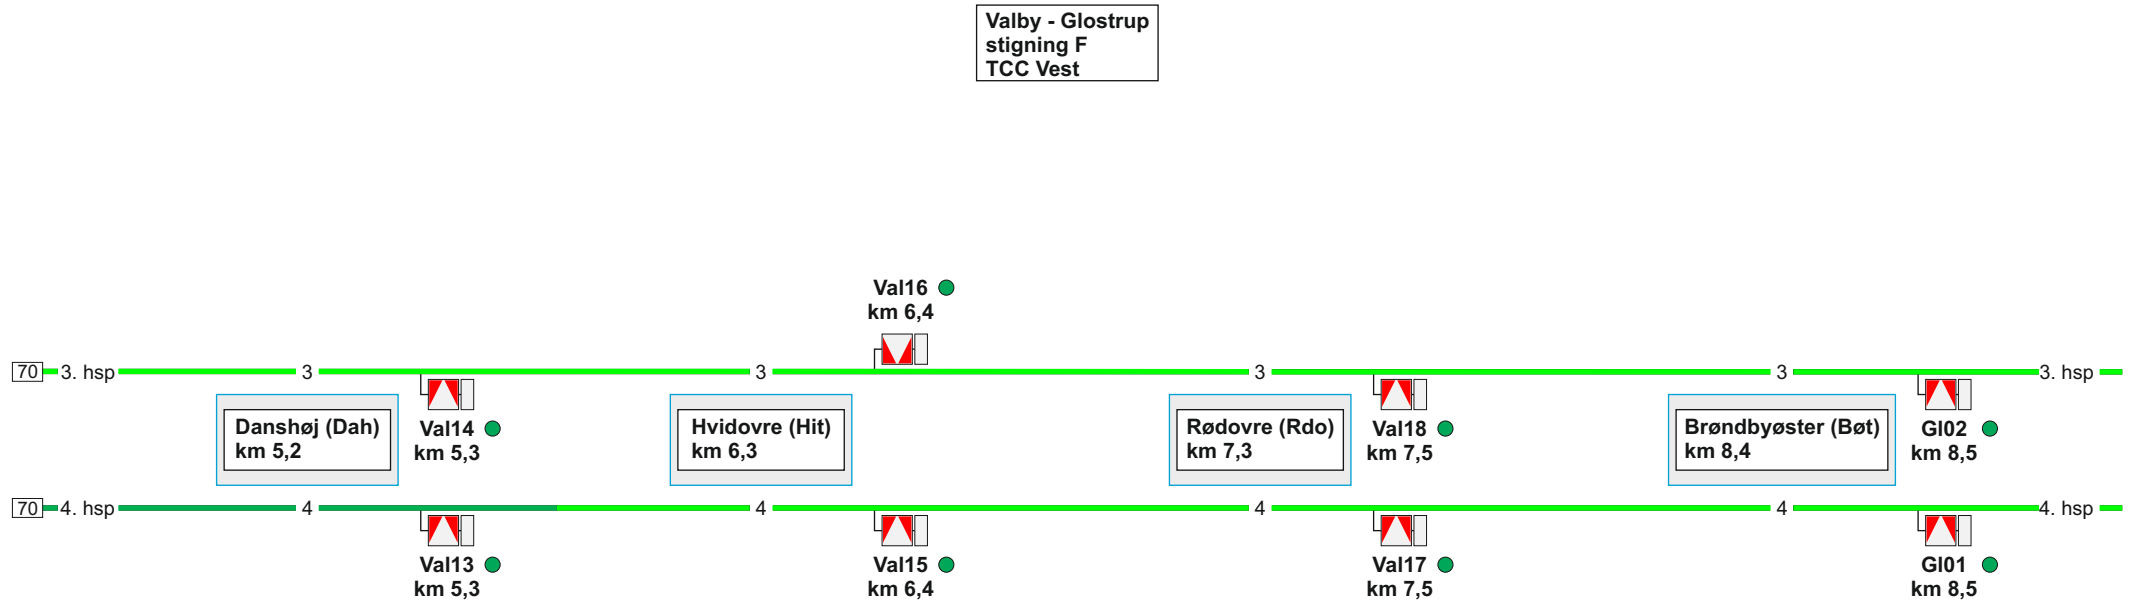 Valby - Glostrup
stigning F
TCC Vest
Val16
km 6,4
70 3. hsp 3 3 3 3 3. hsp
Danshøj (Dah)
km 5,2
Val14
km 5,3
Hvidovre (Hit)
km 6,3
Rødovre (Rdo)
km 7,3
Val18
km 7,5
Brøndbyøster (Bøt)
km 8,4
Gl02
km 8,5
70 4. hsp 4 4 4 4 4. hsp
Val13
km 5,3
Val15
km 6,4
Val17
km 7,5
Gl01
km 8,5